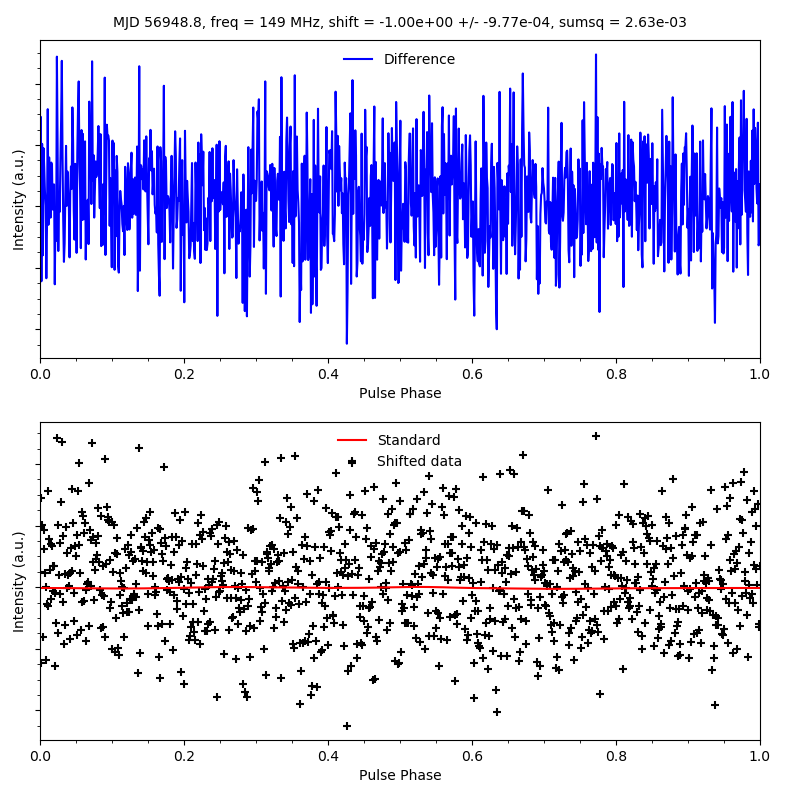 MJD 56948.8, freq = 149 MHz, shift = -1.00e+00 +/- -9.77e-04, sumsq = 2.63e-03
Difference
Intensity (a.u.)
0.0 0.2 0.4 0.6 0.8 1.0
Pulse Phase
Standard
Shifted data
Intensity (a.u.)
0.0 0.2 0.4 0.6 0.8 1.0
Pulse Phase